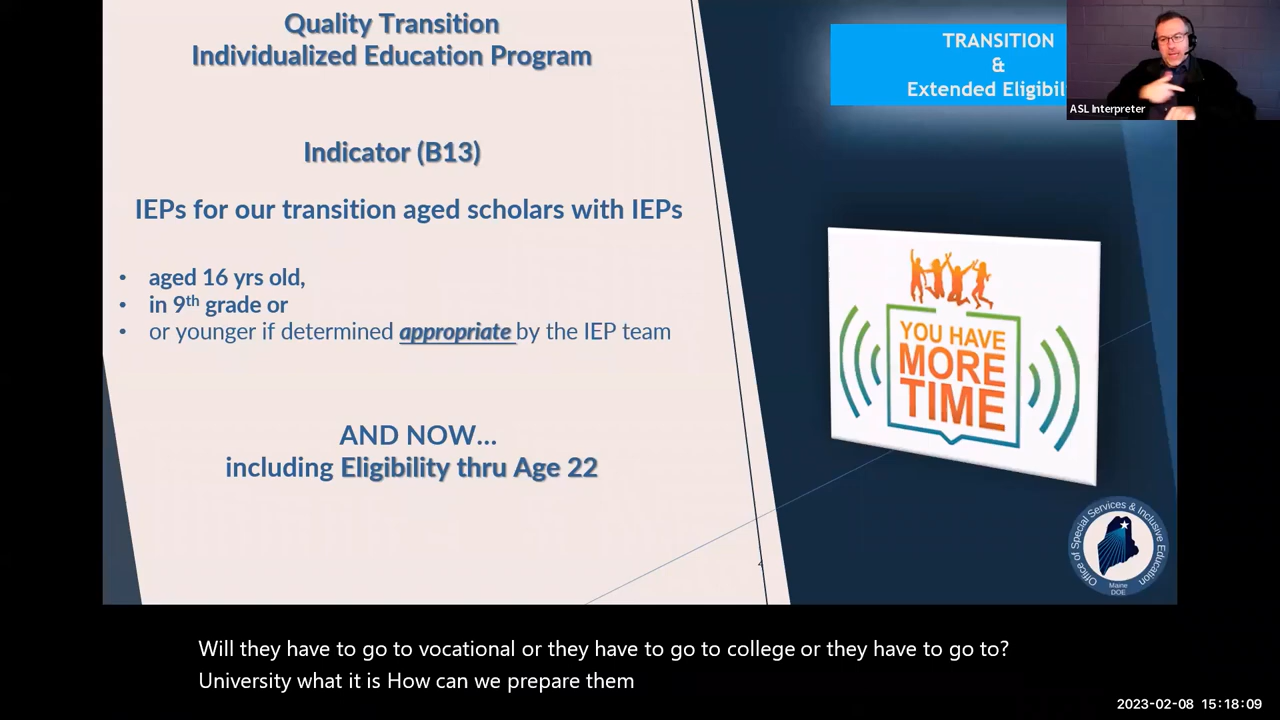 Quality Transition
Individualized Education Program
Indicator (B13)
IEPs for our transition aged scholars with IEPs
• aged 16 yrs old,
• in 9th grade or
• or younger if determined appropriate by the IEP team
AND NOW...
including Eligibility thru Age 22
TRANSITION
&
Extended Eligibil
ASL Interpreter
YOU HAVE
MORE
TIME
Office of Special Services & Inclusive Education
Maine
DOE
Will they have to go to vocational or they have to go to college or they have to go to?
University what it is How can we prepare them
2023-02-08 15:18:09